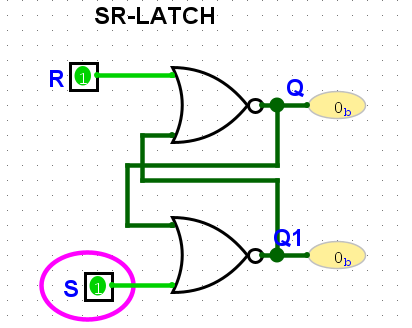 SR-LATCH
R 1 Q 0b
Q1
S 1 0b